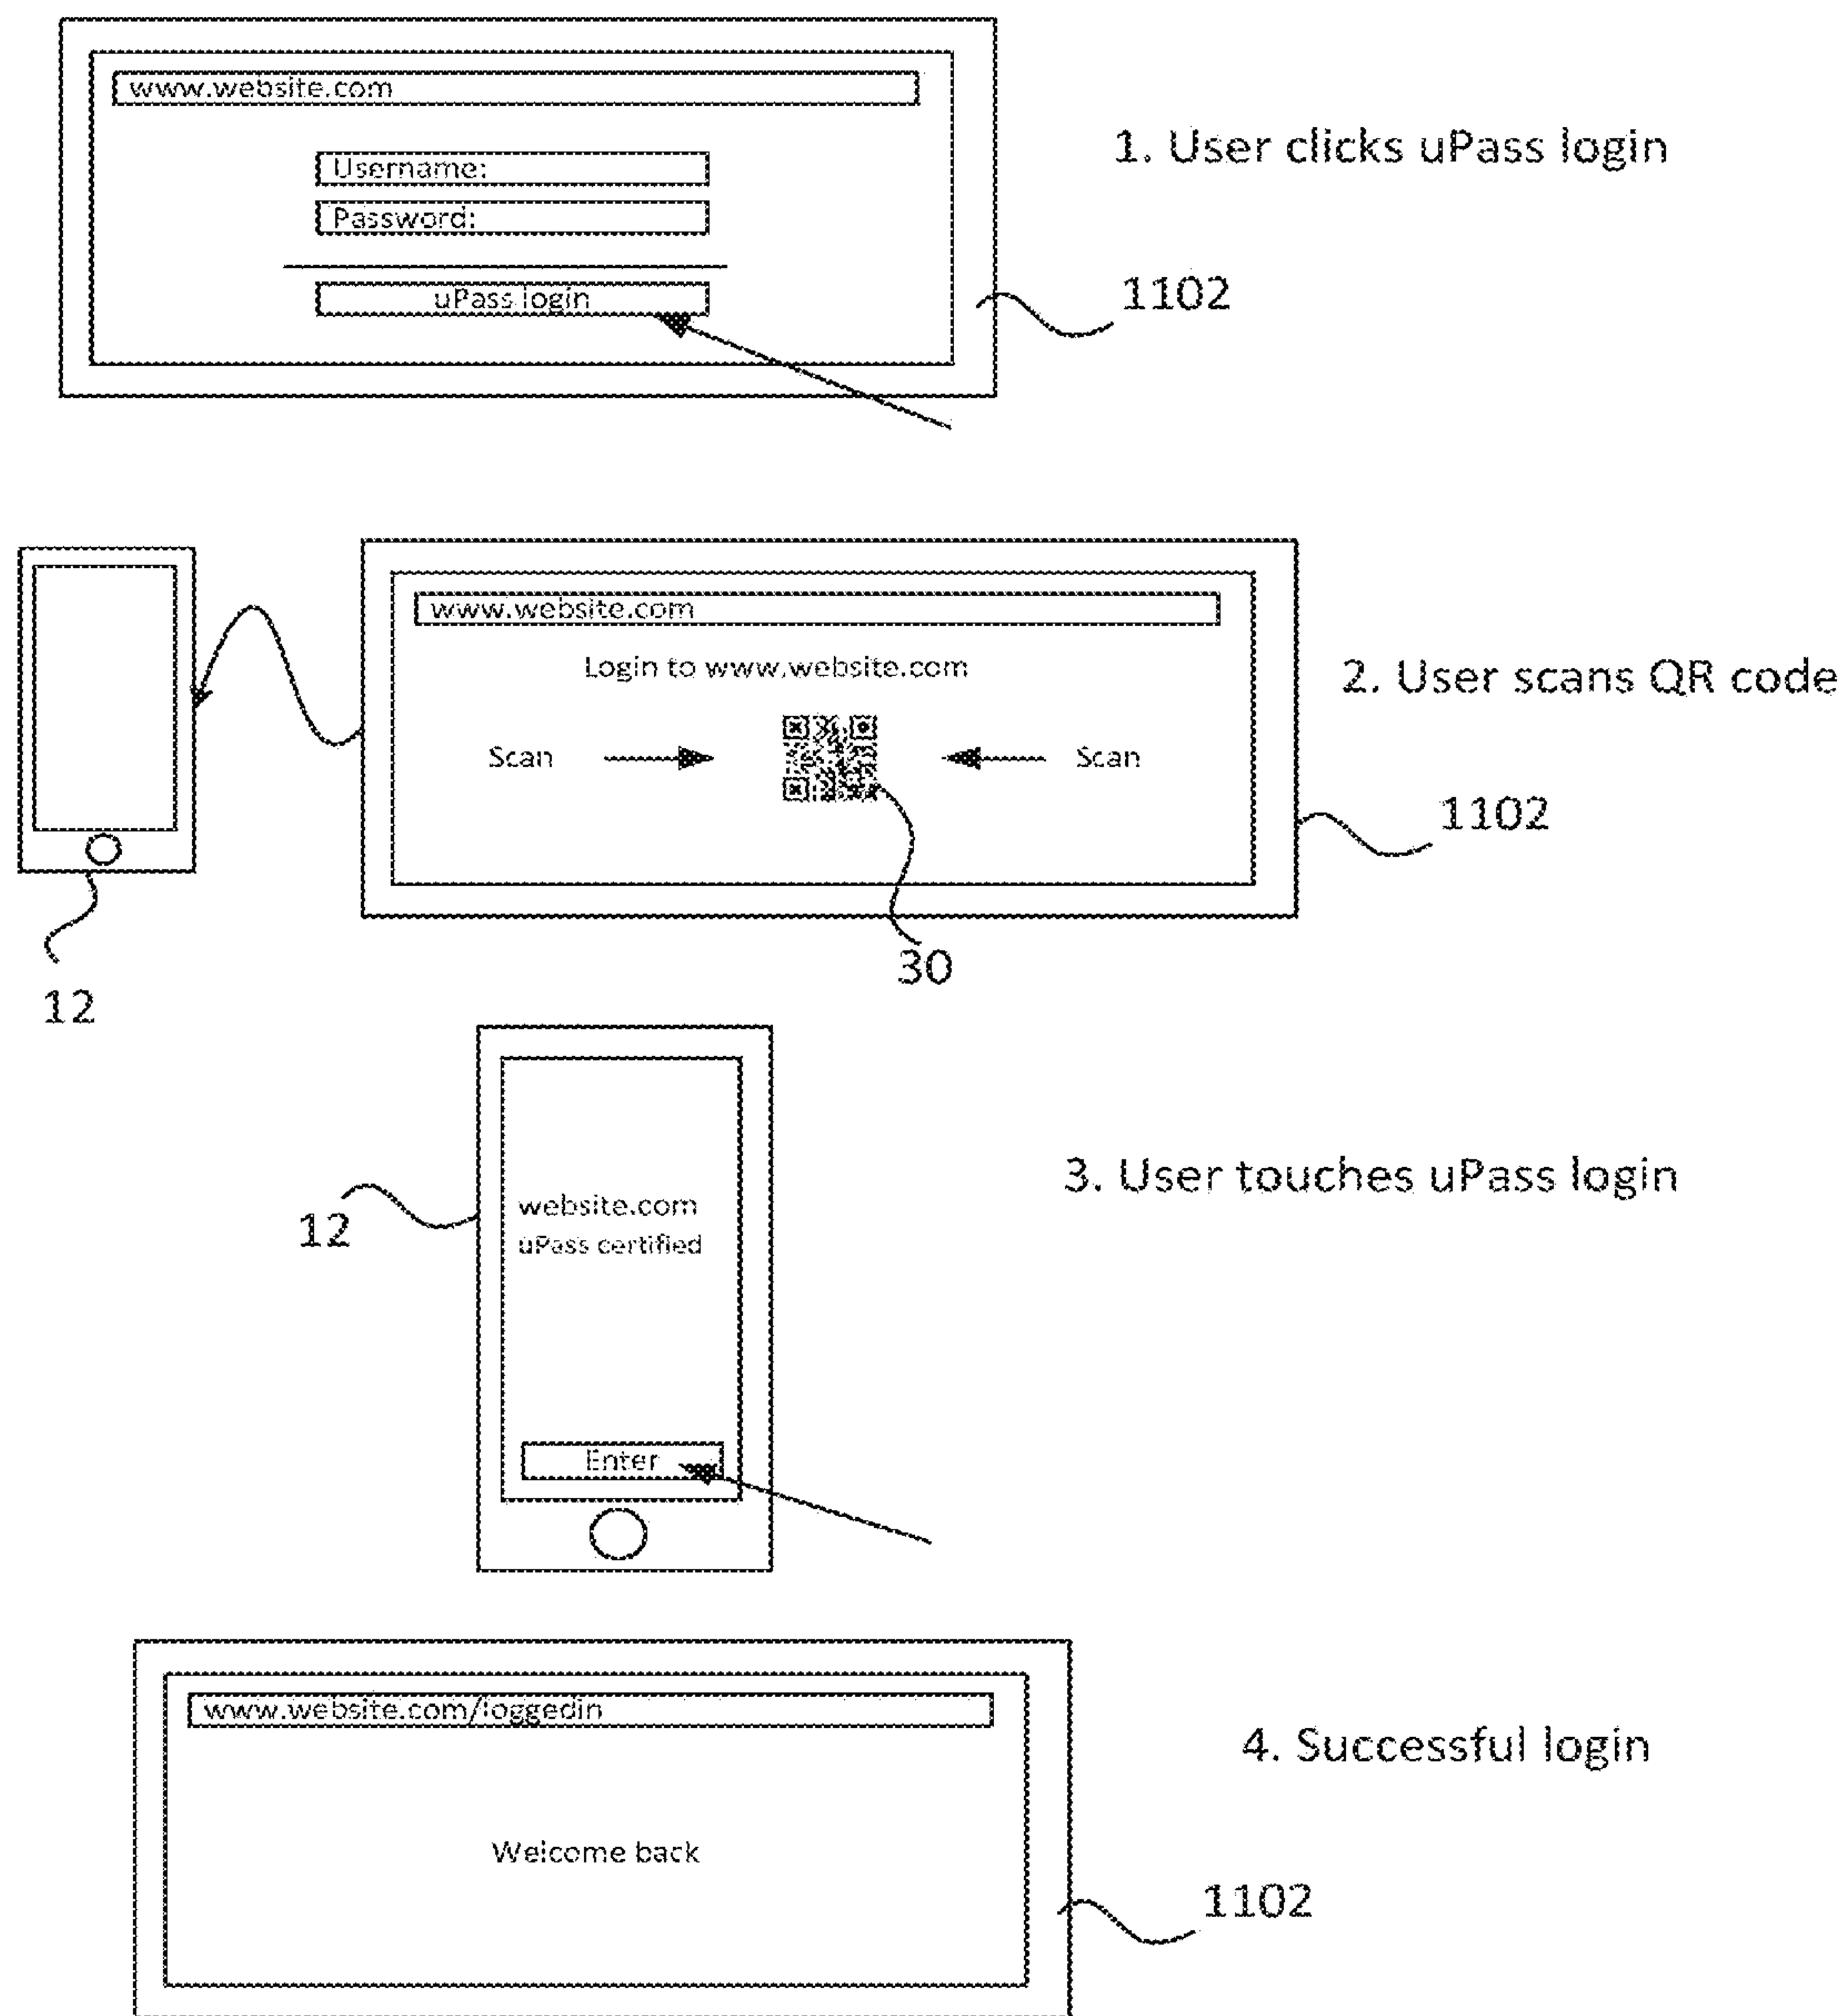 www.website.com
Username:
Password:
uPass login
1. User clicks uPass login
1102
www.website.com
Login to www.website.com
Scan
Scan
2. User scans QR code
1102
30
12
website.com
uPass certified
Enter
12
3. User touches uPass login
www.website.com/loggedin
Welcome back
4. Successful login
1102